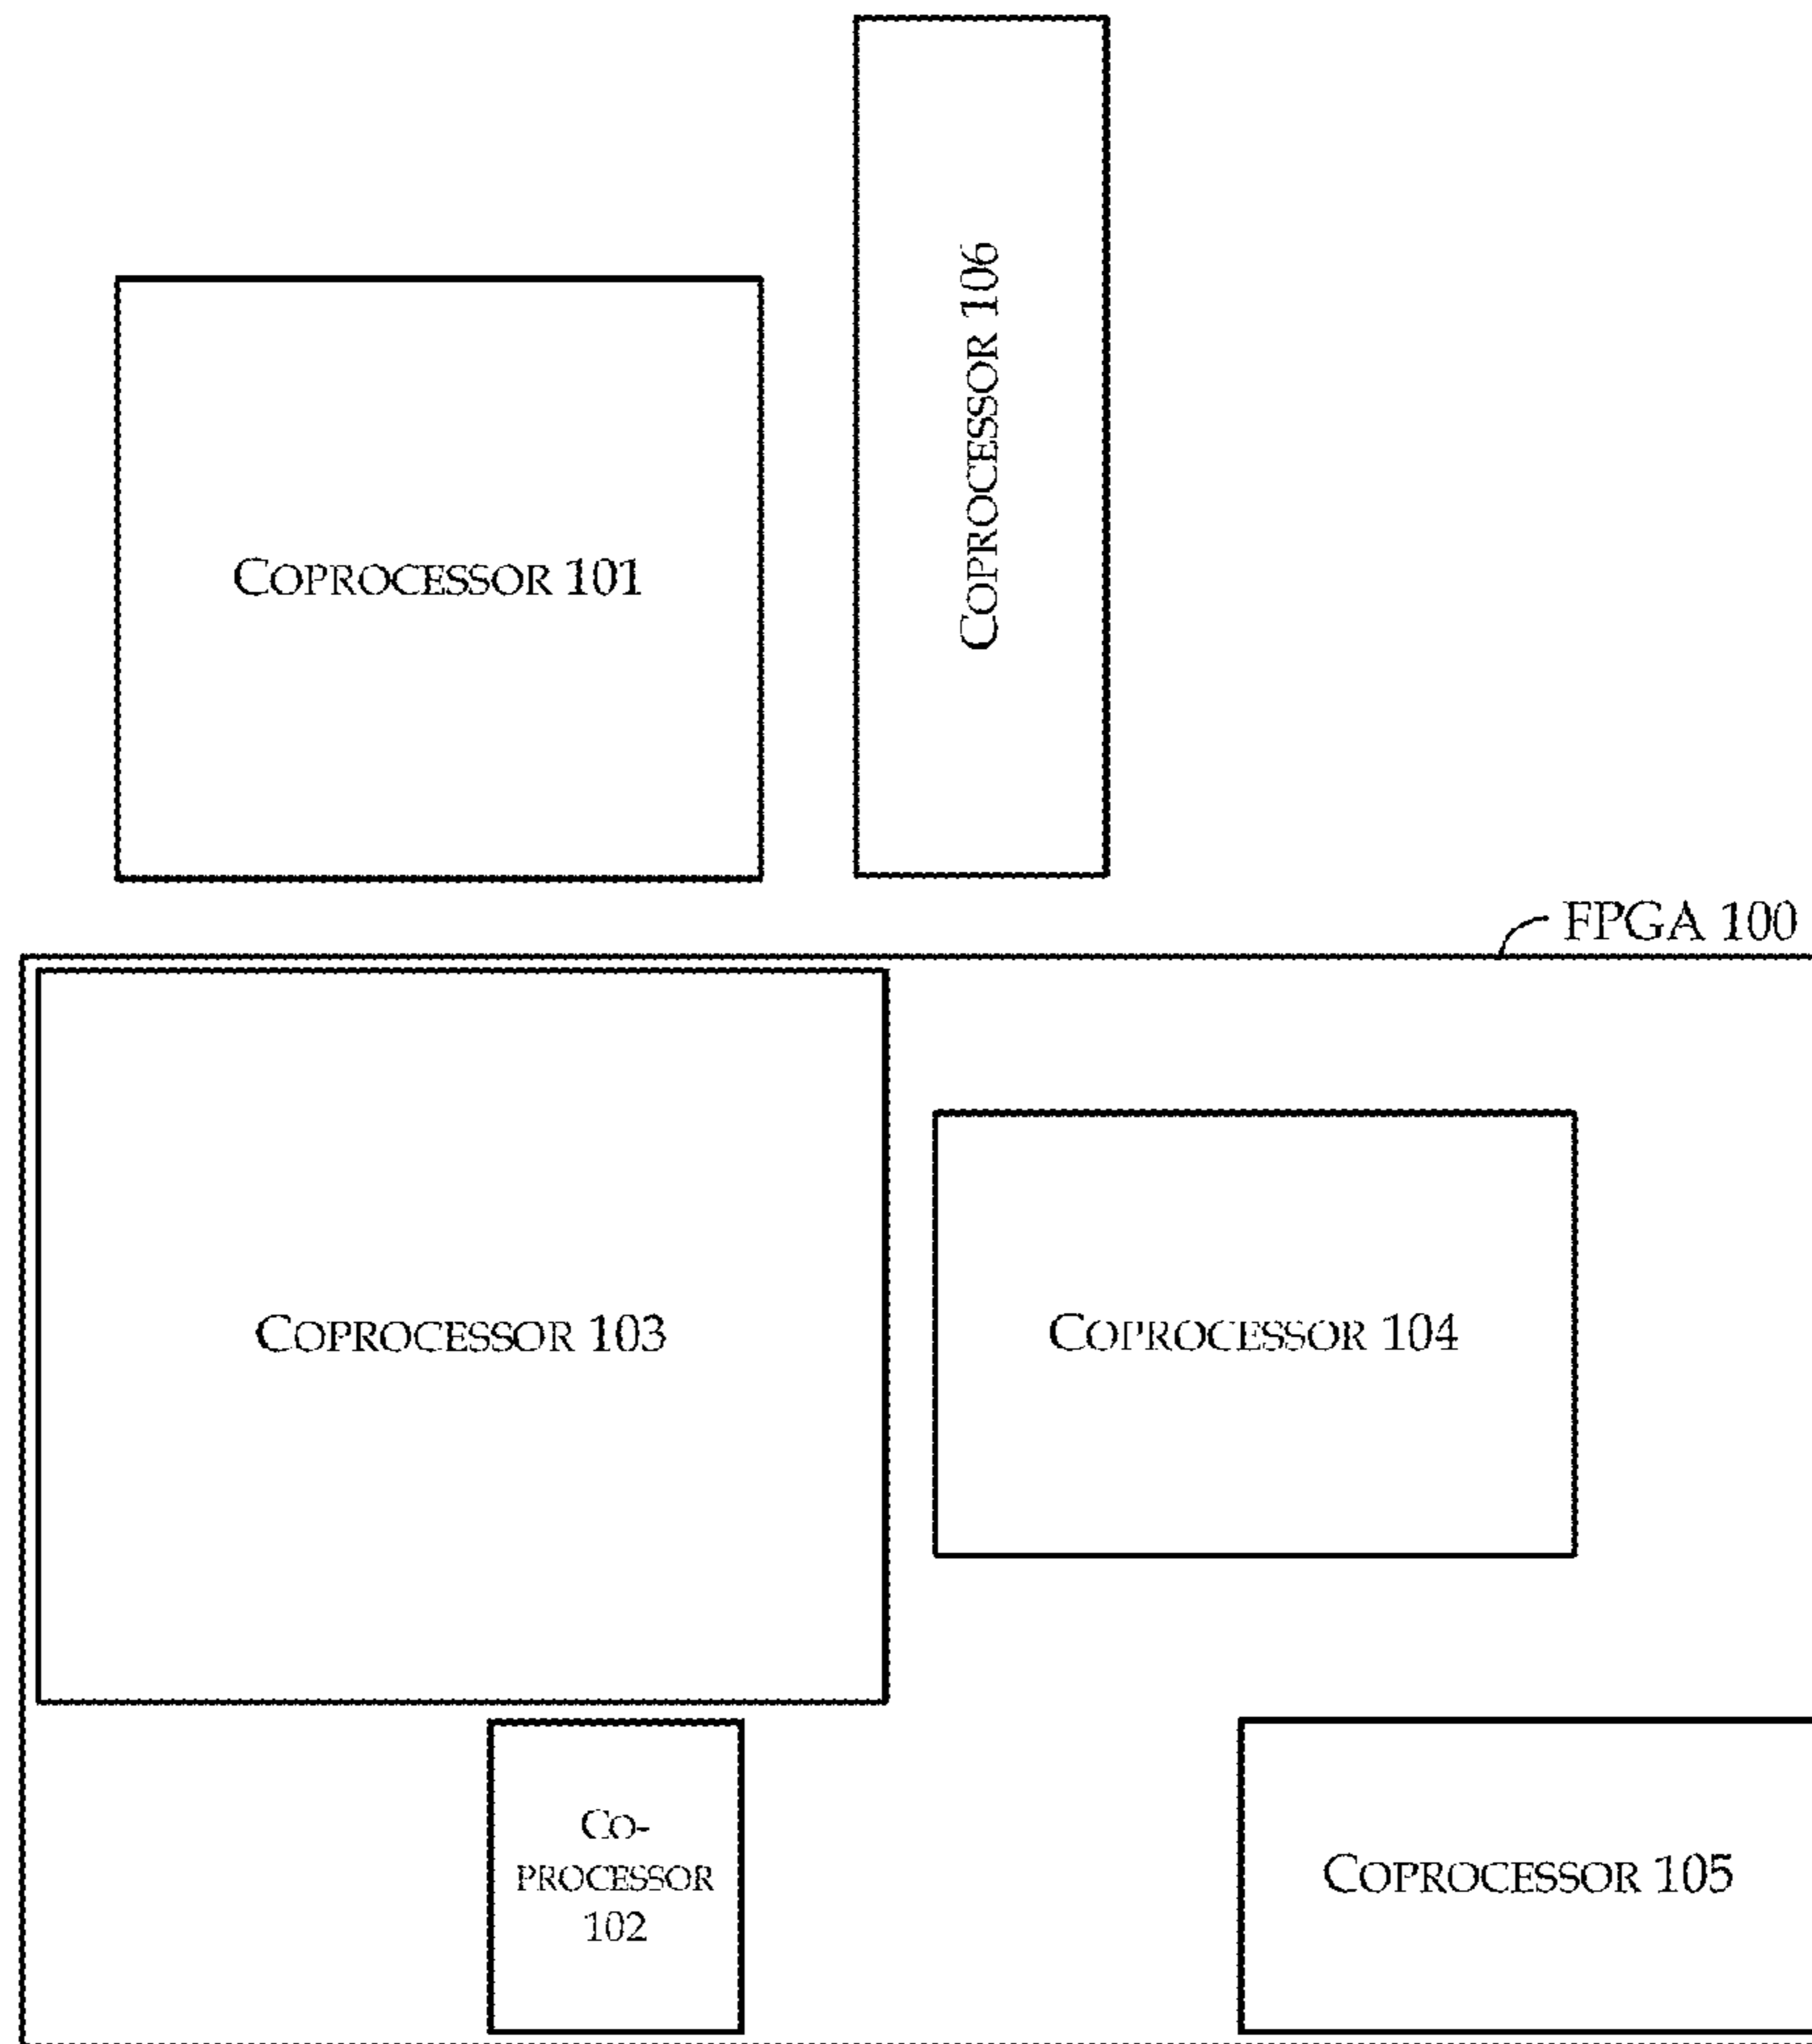 COPROCESSOR 106
COPROCESSOR 101
FPGA 100
COPROCESSOR 103
COPROCESSOR 104
CO-
PROCESSOR
102
COPROCESSOR 105